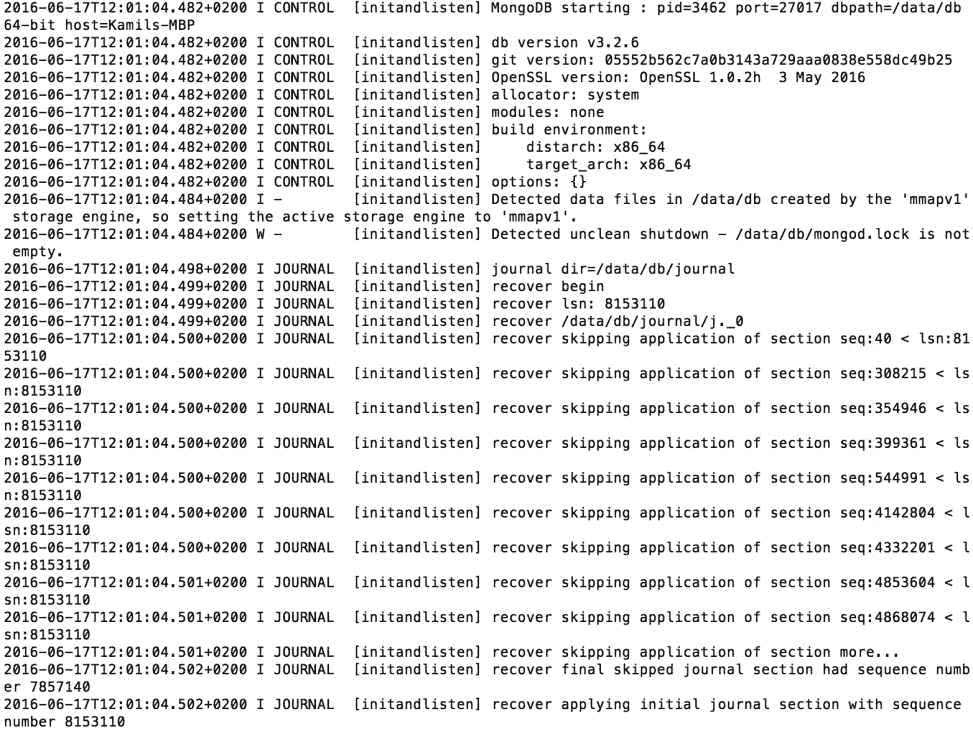 2016-06-17T12:01:04.482+0200 I CONTROL  [initandlisten] MongoDB starting : pid=3462 port=27017 dbpath=/data/db
64-bit host=Kamils-MBP
2016-06-17T12:01:04.482+0200 I CONTROL  [initandlisten] db version v3.2.6
2016-06-17T12:01:04.482+0200 I CONTROL  [initandlisten] git version: 05552b562c7a0b3143a729aaa0838e558dc49b25
2016-06-17T12:01:04.482+0200 I CONTROL  [initandlisten] OpenSSL version: OpenSSL 1.0.2h  3 May 2016
2016-06-17T12:01:04.482+0200 I CONTROL  [initandlisten] allocator: system
2016-06-17T12:01:04.482+0200 I CONTROL  [initandlisten] modules: none
2016-06-17T12:01:04.482+0200 I CONTROL  [initandlisten] build environment:
2016-06-17T12:01:04.482+0200 I CONTROL  [initandlisten]     distarch: x86_64
2016-06-17T12:01:04.482+0200 I CONTROL  [initandlisten]     target_arch: x86_64
2016-06-17T12:01:04.482+0200 I CONTROL  [initandlisten] options: {}
2016-06-17T12:01:04.484+0200 I -        [initandlisten] Detected data files in /data/db created by the 'mmapv1'
 storage engine, so setting the active storage engine to 'mmapv1'.
2016-06-17T12:01:04.484+0200 W -        [initandlisten] Detected unclean shutdown - /data/db/mongod.lock is not
 empty.
2016-06-17T12:01:04.498+0200 I JOURNAL  [initandlisten] journal dir=/data/db/journal
2016-06-17T12:01:04.499+0200 I JOURNAL  [initandlisten] recover begin
2016-06-17T12:01:04.499+0200 I JOURNAL  [initandlisten] recover lsn: 8153110
2016-06-17T12:01:04.499+0200 I JOURNAL  [initandlisten] recover /data/db/journal/j._0
2016-06-17T12:01:04.500+0200 I JOURNAL  [initandlisten] recover skipping application of section seq:40 < lsn:81
53110
2016-06-17T12:01:04.500+0200 I JOURNAL  [initandlisten] recover skipping application of section seq:308215 < ls
n:8153110
2016-06-17T12:01:04.500+0200 I JOURNAL  [initandlisten] recover skipping application of section seq:354946 < ls
n:8153110
2016-06-17T12:01:04.500+0200 I JOURNAL  [initandlisten] recover skipping application of section seq:399361 < ls
n:8153110
2016-06-17T12:01:04.500+0200 I JOURNAL  [initandlisten] recover skipping application of section seq:544991 < ls
n:8153110
2016-06-17T12:01:04.500+0200 I JOURNAL  [initandlisten] recover skipping application of section seq:4142804 < l
sn:8153110
2016-06-17T12:01:04.500+0200 I JOURNAL  [initandlisten] recover skipping application of section seq:4332201 < l
sn:8153110
2016-06-17T12:01:04.501+0200 I JOURNAL  [initandlisten] recover skipping application of section seq:4853604 < l
sn:8153110
2016-06-17T12:01:04.501+0200 I JOURNAL  [initandlisten] recover skipping application of section seq:4868074 < l
sn:8153110
2016-06-17T12:01:04.501+0200 I JOURNAL  [initandlisten] recover skipping application of section more...
2016-06-17T12:01:04.502+0200 I JOURNAL  [initandlisten] recover final skipped journal section had sequence numb
er 7857140
2016-06-17T12:01:04.502+0200 I JOURNAL  [initandlisten] recover applying initial journal section with sequence
number 8153110